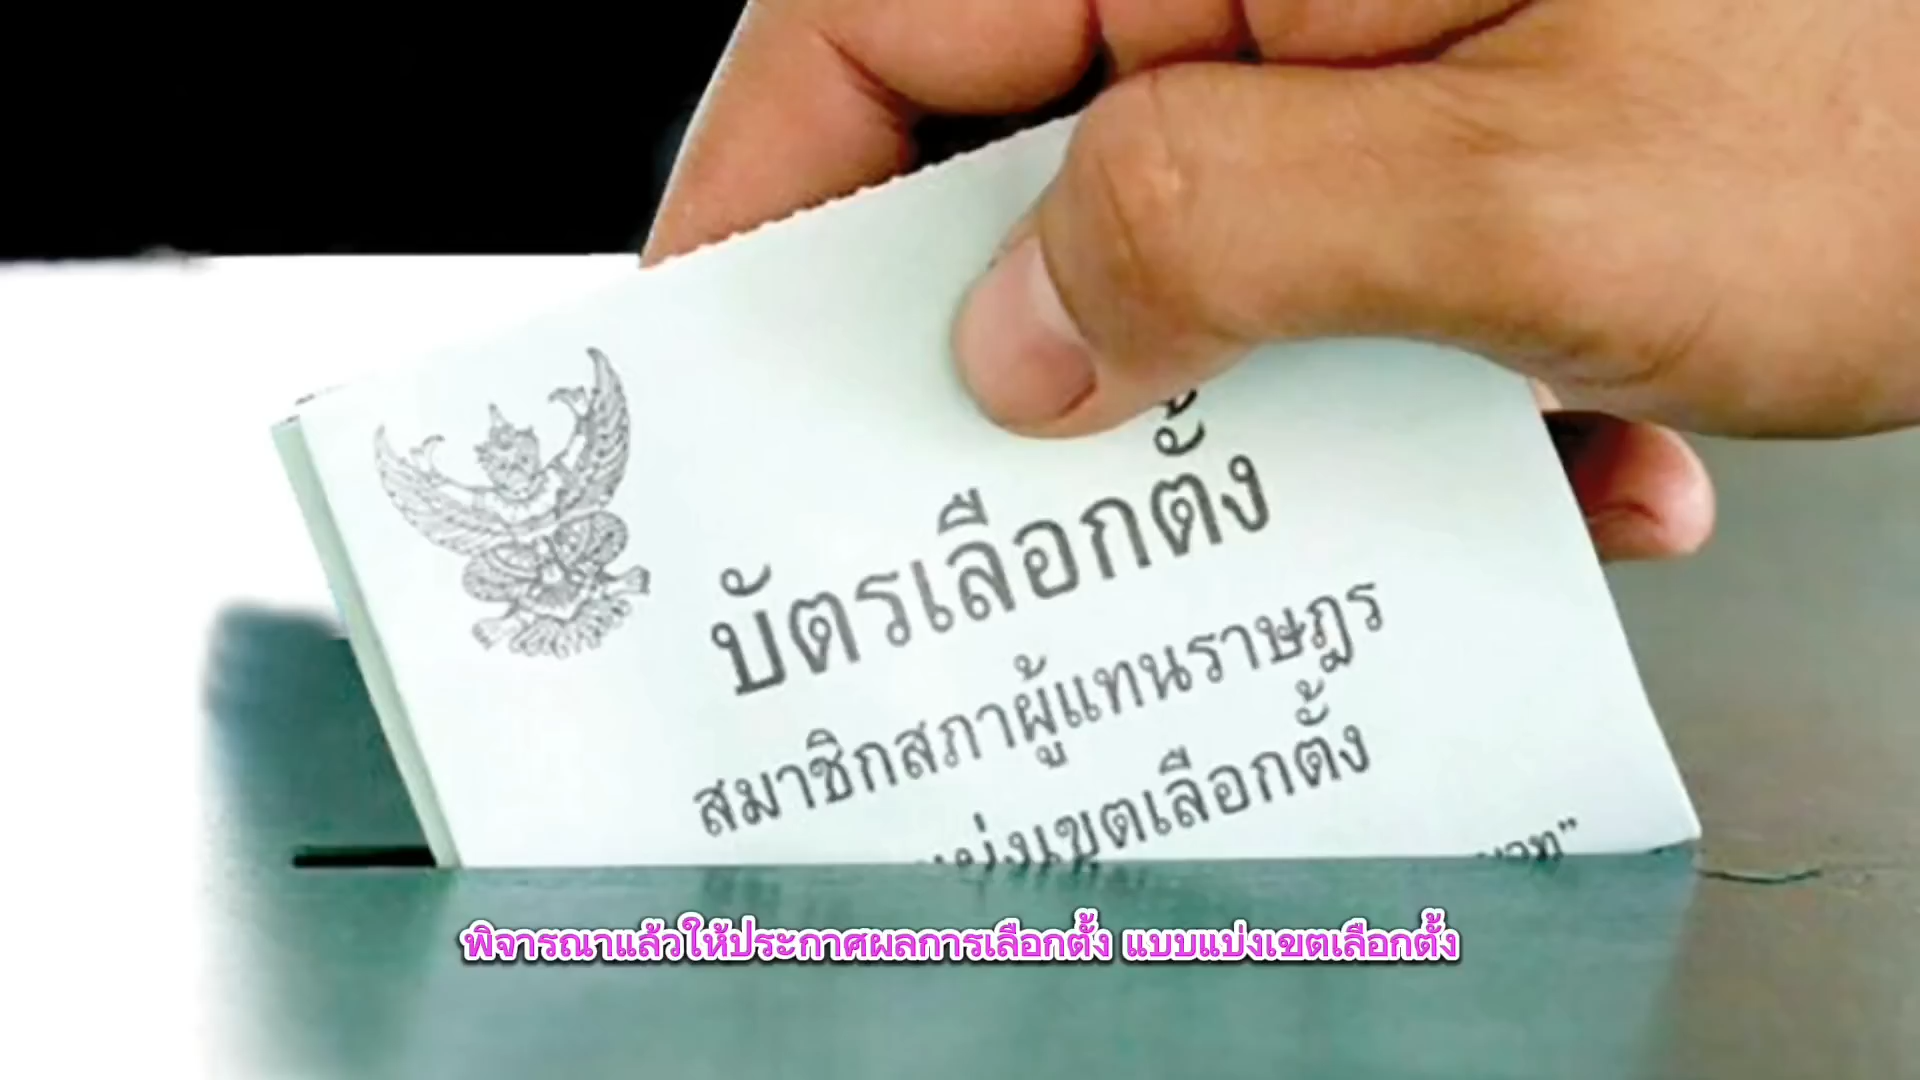 บัตรเลือกตั้ง
สมาชิกสภาผู้แทนราษฎร
แบ่งเขตเลือกตั้ง
พิจารณาแล้วให้ประกาศผลการเลือกตั้ง แบบแบ่งเขตเลือกตั้ง